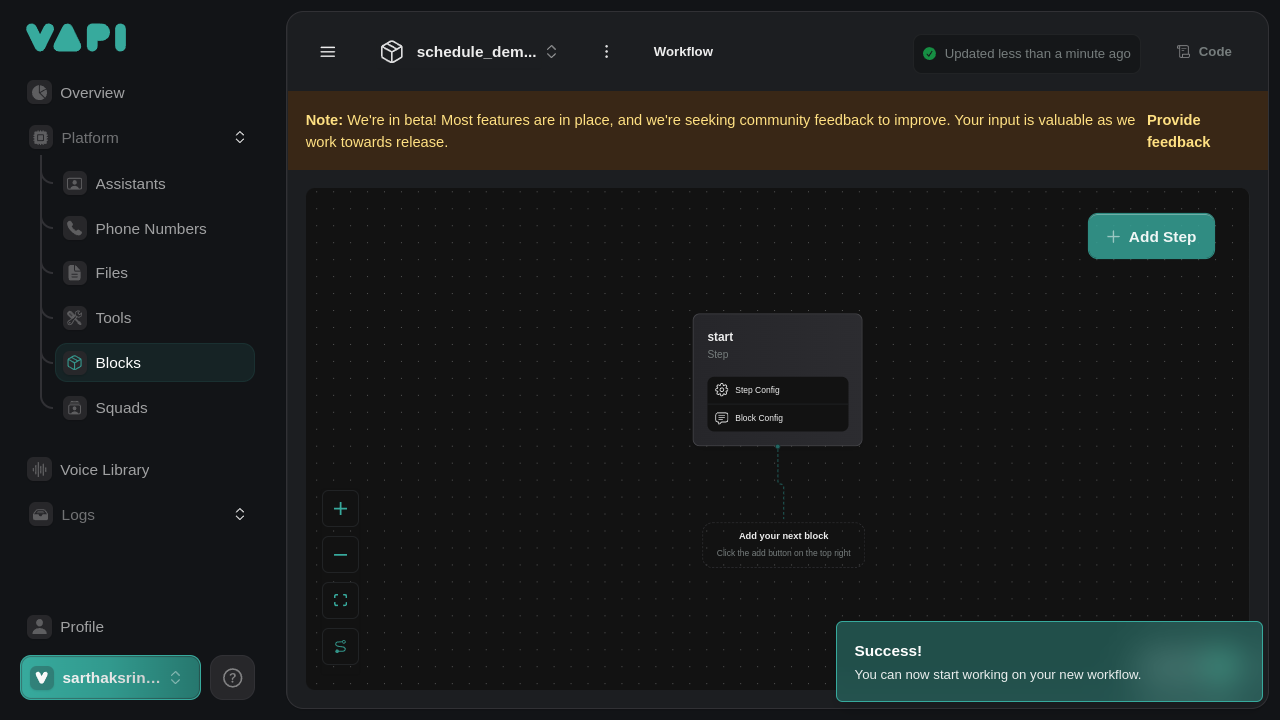 VAPI
Overview
Platform
Assistants
Phone Numbers
Files
Tools
Blocks
Squads
Voice Library
Logs
Profile
sarthaksrin...
schedule_dem...
Workflow
Updated less than a minute ago
Code
Note: We're in beta! Most features are in place, and we're seeking community feedback to improve. Your input is valuable as we
work towards release.
Provide
feedback
Add Step
start
Step
Step Config
Block Config
Add your next block
Click the add button on the top right
Success!
You can now start working on your new workflow.